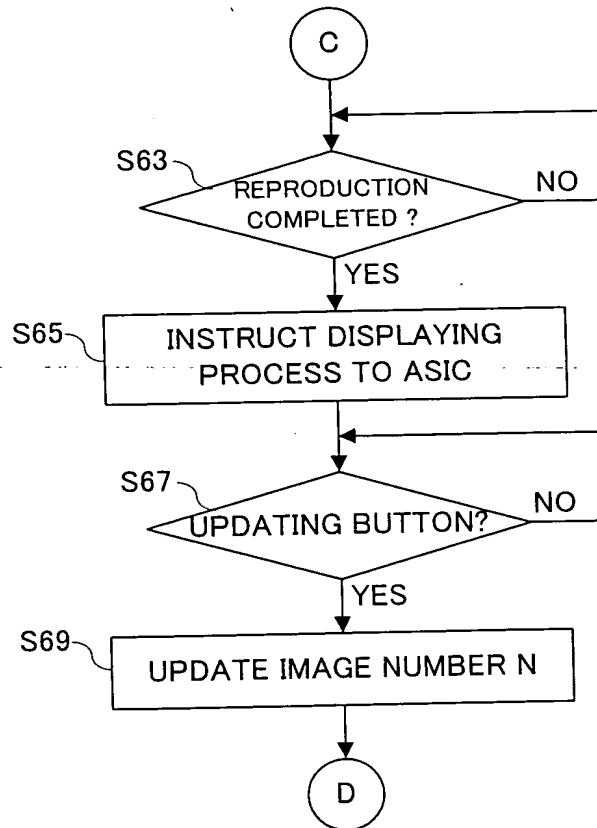 C
S63
REPRODUCTION
COMPLETED ?
NO
YES
S65
INSTRUCT DISPLAYING
PROCESS TO ASIC
S67
UPDATING BUTTON?
NO
YES
S69
UPDATE IMAGE NUMBER N
D